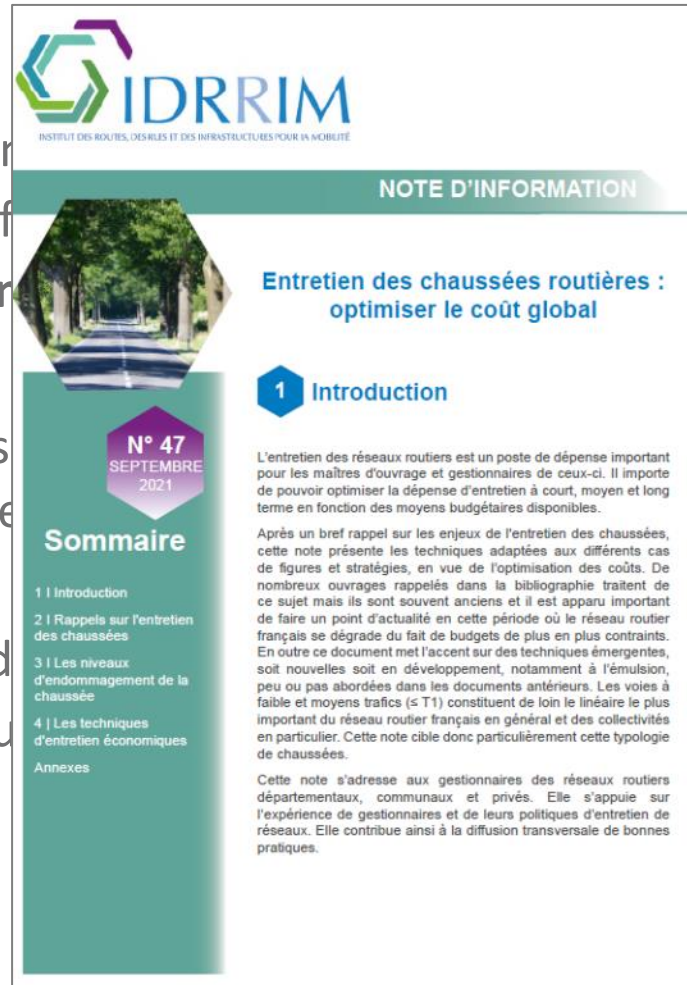 IDRRIM
INSTITUT DES ROUTES, DES RUES ET DES INFRASTRUCTURES POUR LA MOBILITÉ
NOTE D'INFORMATION
Entretien des chaussées routières :
optimiser le coût global
N° 47
SEPTEMBRE
2021
Sommaire
1 I Introduction
2 I Rappels sur l'entretien
des chaussées
3 I Les niveaux
d'endommagement de la
chaussée
4 | Les techniques
d'entretien économiques
Annexes
1 Introduction
L'entretien des réseaux routiers est un poste de dépense important
pour les maîtres d'ouvrage et gestionnaires de ceux-ci. Il importe
de pouvoir optimiser la dépense d'entretien à court, moyen et long
terme en fonction des moyens budgétaires disponibles.
Après un bref rappel sur les enjeux de l'entretien des chaussées,
cette note présente les techniques adaptées aux différents cas
de figures et stratégies, en vue de l'optimisation des coûts. De
nombreux ouvrages rappelés dans la bibliographie traitent de
ce sujet mais ils sont souvent anciens et il est apparu important
de faire un point d'actualité en cette période où le réseau routier
français se dégrade du fait de budgets de plus en plus contraints.
En outre ce document met l'accent sur des techniques émergentes,
soit nouvelles soit en développement, notamment à l'émulsion,
peu ou pas abordées dans les documents antérieurs. Les voies à
faible et moyens trafics (≤ T1) constituent de loin le linéaire le plus
important du réseau routier français en général et des collectivités
en particulier. Cette note cible donc particulièrement cette typologie
de chaussées.
Cette note s'adresse aux gestionnaires des réseaux routiers
départementaux, communaux et privés. Elle s'appuie sur
l'expérience de gestionnaires et de leurs politiques d'entretien de
réseaux. Elle contribue ainsi à la diffusion transversale de bonnes
pratiques.